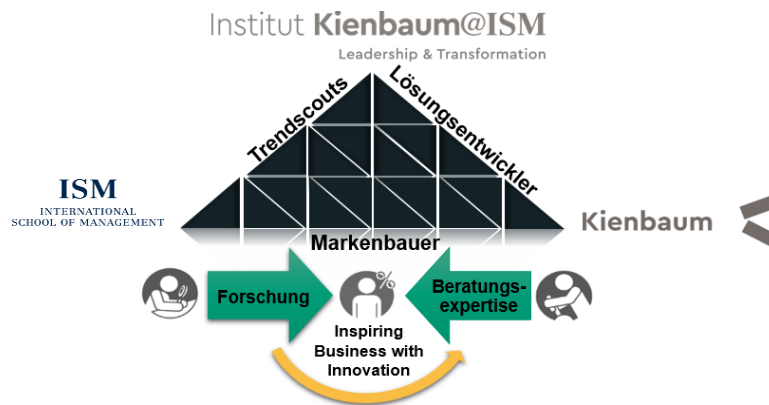 Institut Kienbaum@ISM
Leadership & Transformation
Trendscouts
Lösungsentwickler
ISM
INTERNATIONAL
SCHOOL OF MANAGEMENT
Kienbaum
Markenbauer
Forschung
%
Beratungs-
expertise
Inspiring
Business with
Innovation